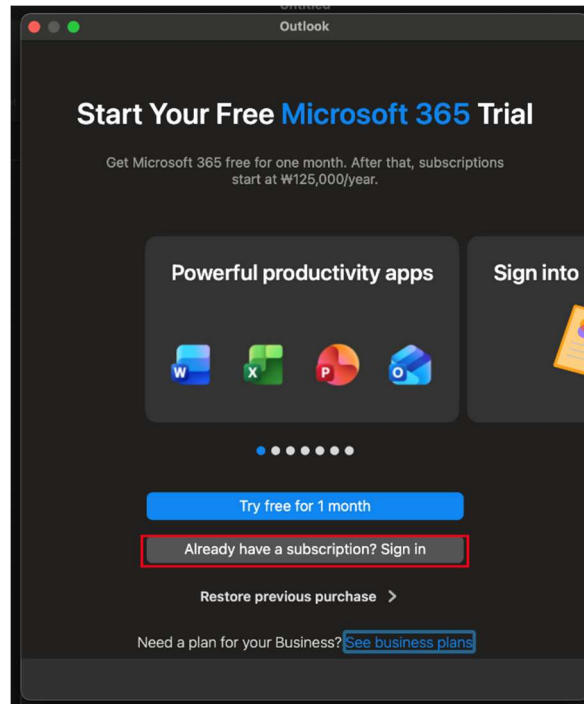 Untitled
Outlook
Start Your Free Microsoft 365 Trial
Get Microsoft 365 free for one month. After that, subscriptions
start at ₩125,000/year.
Powerful productivity apps
Sign into
W
X
P
O
Try free for 1 month
Already have a subscription? Sign in
Restore previous purchase >
Need a plan for your Business? See business plans